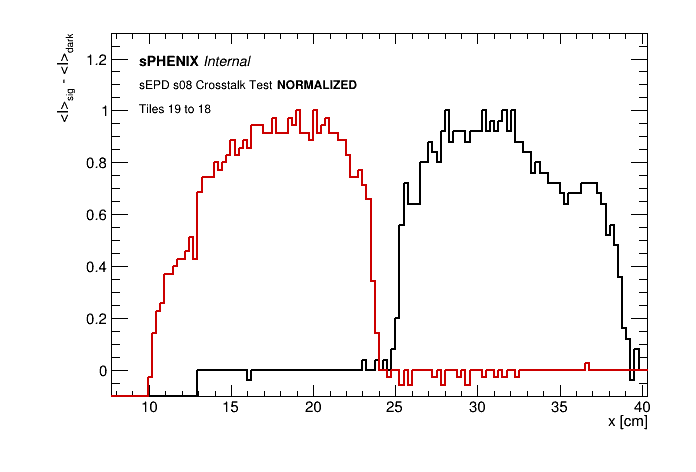 <I>sig - <I>dark
sPHENIX Internal
sEPD s08 Crosstalk Test NORMALIZED
Tiles 19 to 18
1.2
1
0.8
0.6
0.4
0.2
0
10 15 20 25 30 35 40
x [cm]